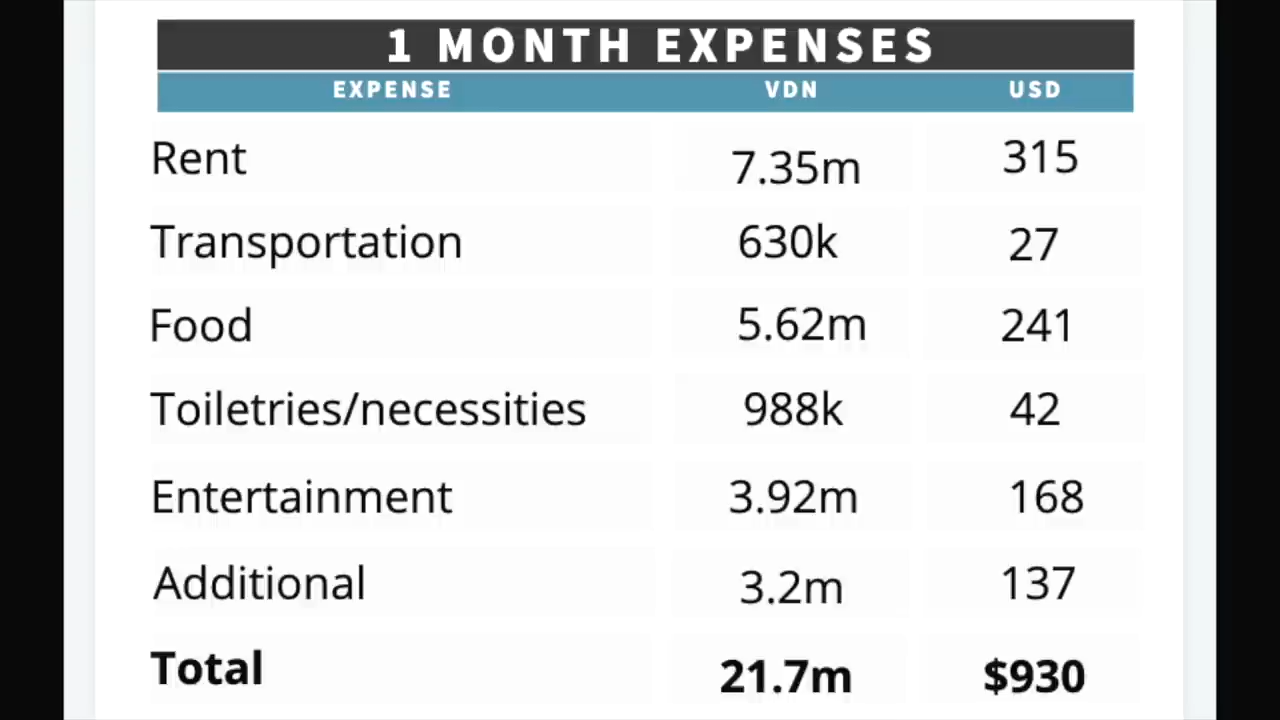 1 MONTH EXPENSES
EXPENSE VDN USD
Rent 7.35m 315
Transportation 630k 27
Food 5.62m 241
Toiletries/necessities 988k 42
Entertainment 3.92m 168
Additional 3.2m 137
Total 21.7m $930